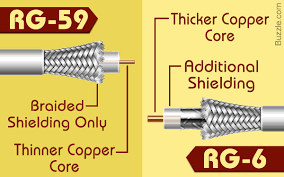 RG-59
Braided
Shielding Only
Thinner Copper
Core
Thicker Copper
Core
Additional
Shielding
RG-6
Buzzle.com